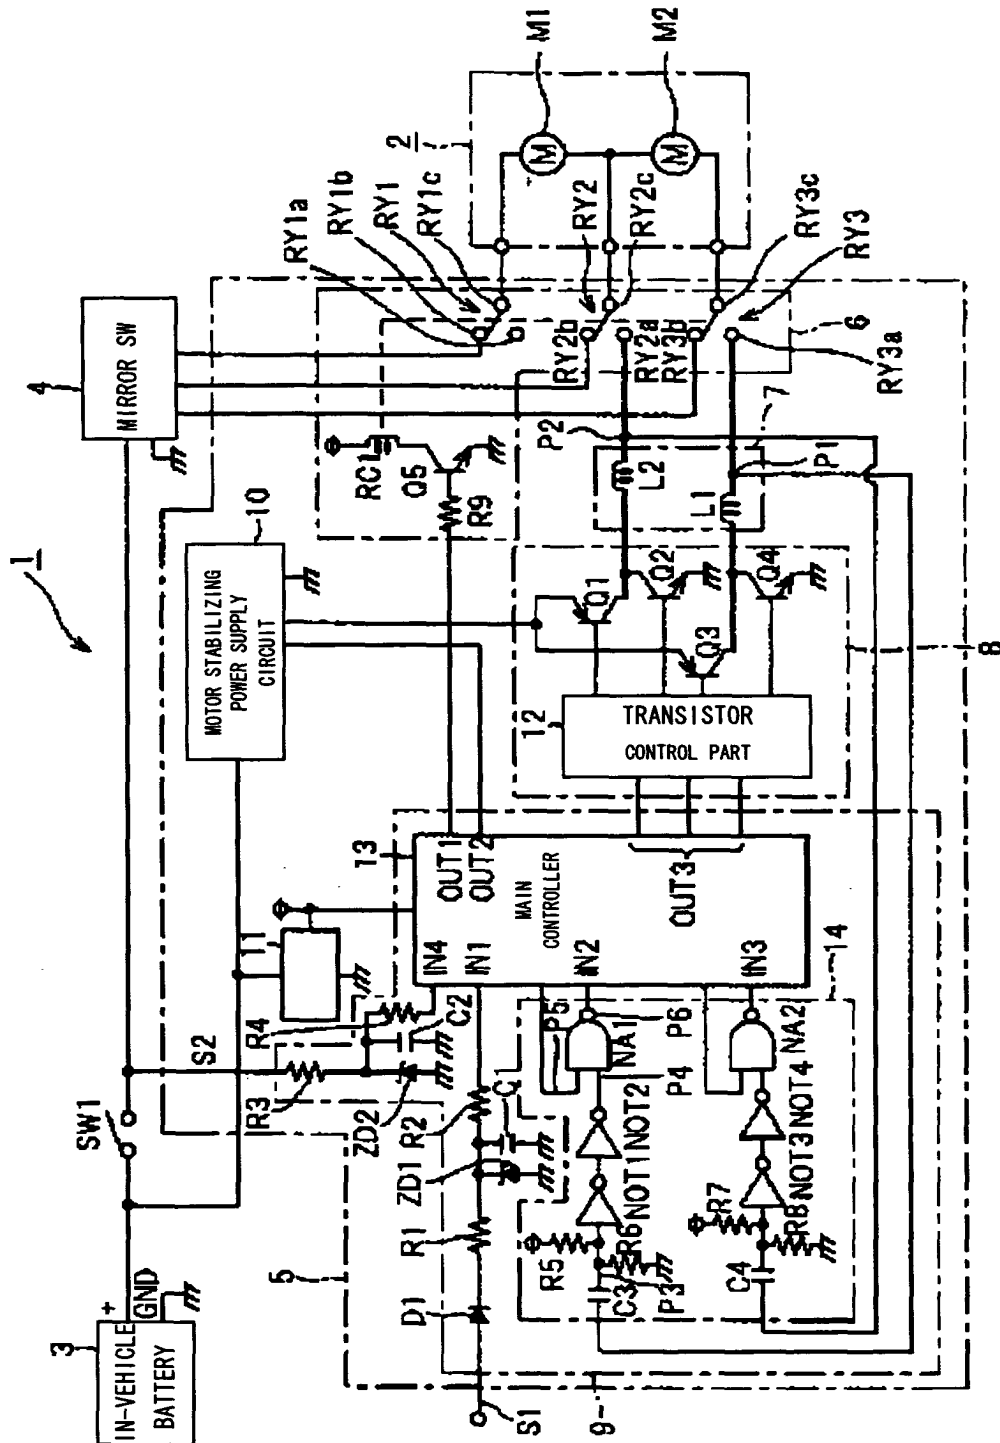 1
3
IN-VEHICLE
BATTERY
+
GND
SW1
S2
4
MIRROR SW
10
MOTOR STABILIZING
POWER SUPPLY
CIRCUIT
11
5
R3
R4
ZD2
C2
RY1a
RY1b
RY1
RY1c
RY2
RY2c
RY2b
RY2a
RY3b
RY3c
RY3
RY3a
6
2
M1
M
M2
M
RC1
Q5
R9
P2
L2
L1
P1
7
8
Q1
Q2
Q3
Q4
12
TRANSISTOR
CONTROL PART
13
OUT1
OUT2
OUT3
MAIN
CONTROLLER
IN4
IN1
IN2
IN3
14
S1
D1
R1
ZD1
R2
C1
9
R5
R6
C3
P3
NOT1
NOT2
P4
P5
NA1
P6
R7
R8
C4
NOT3
NOT4
NA2